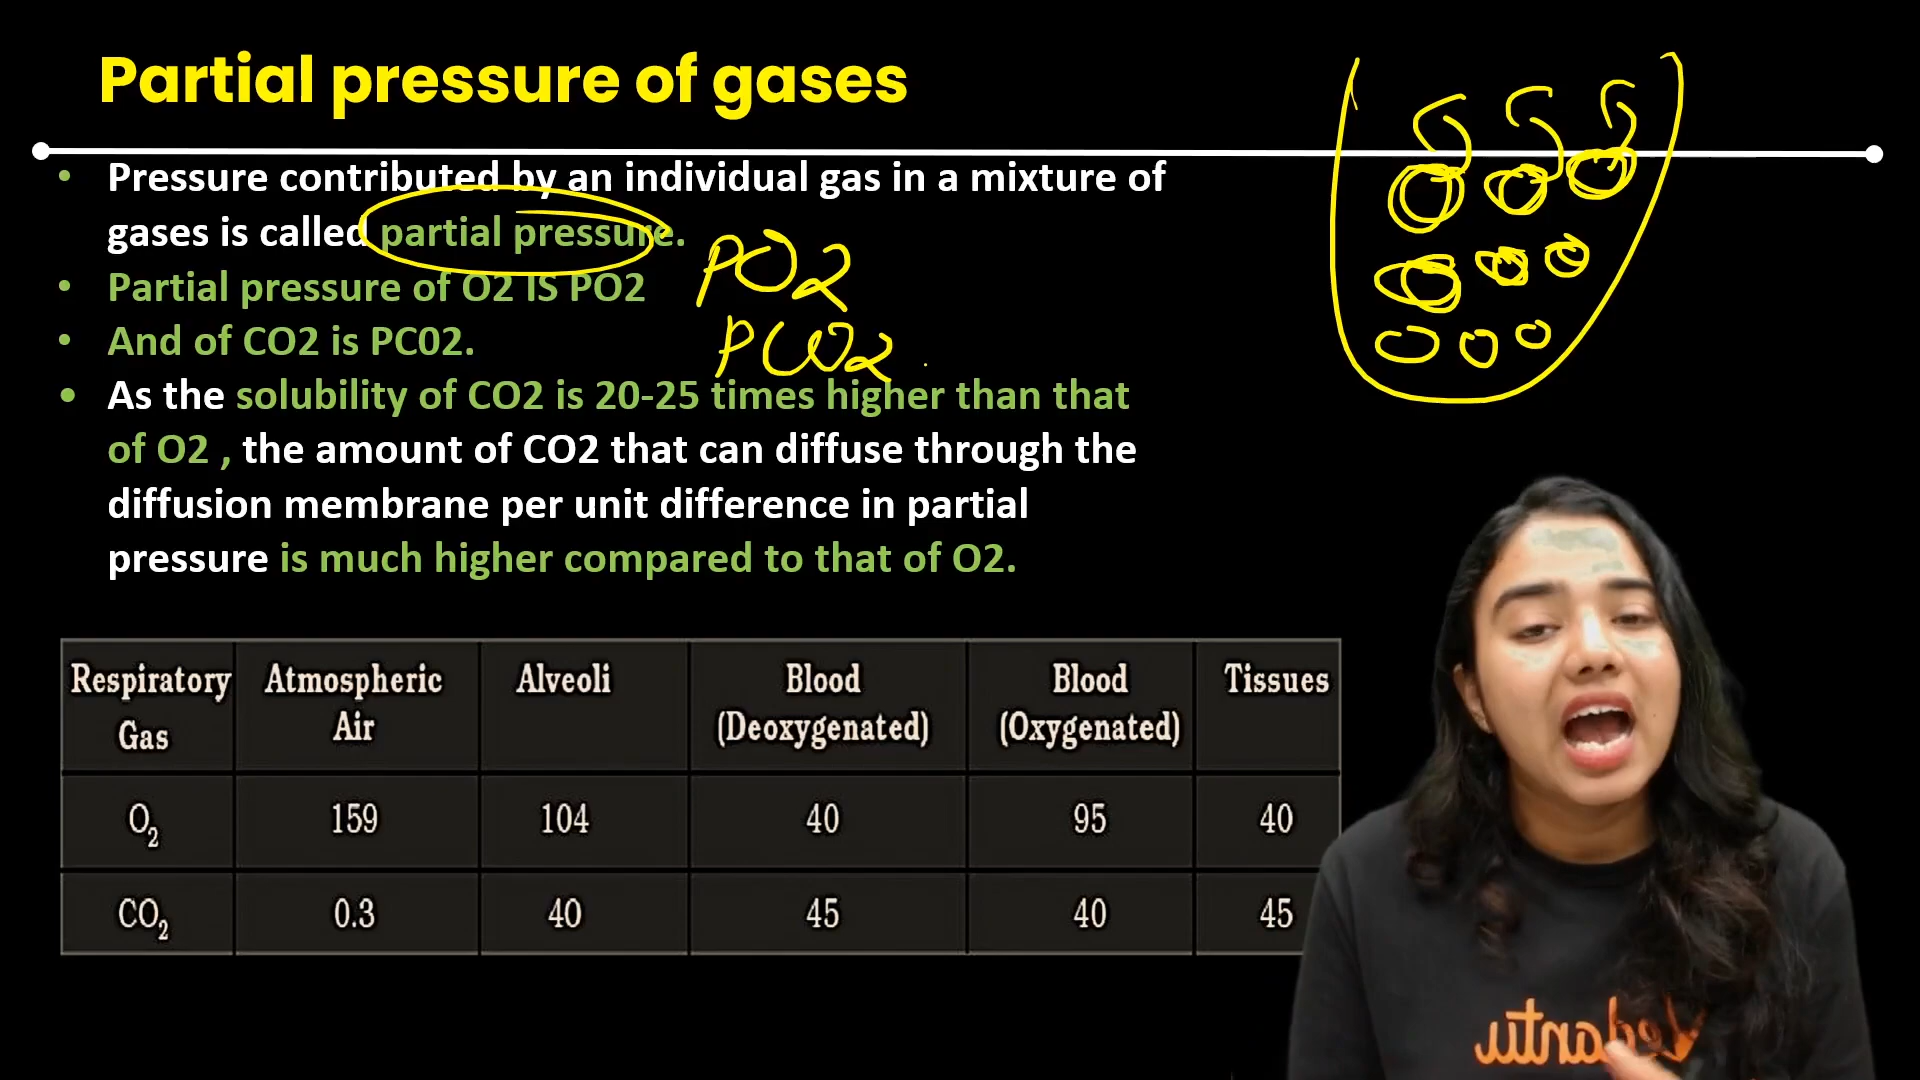 Partial pressure of gases
• Pressure contributed by an individual gas in a mixture of
gases is called partial pressure.
PO2
• Partial pressure of O2 IS PO2
• And of CO2 is PC02.
PCO2
• As the solubility of CO2 is 20-25 times higher than that
of O2 , the amount of CO2 that can diffuse through the
diffusion membrane per unit difference in partial
pressure is much higher compared to that of O2.
Respiratory Gas Atmospheric Air Alveoli Blood (Deoxygenated) Blood (Oxygenated) Tissues
O2 159 104 40 95 40
CO2 0.3 40 45 40 45
Vedantu